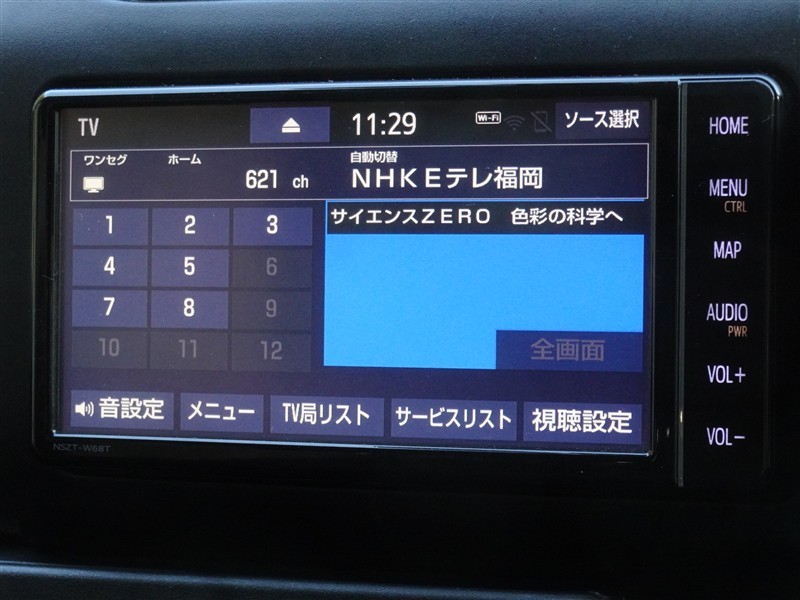 TV
11:29
Wi-Fi
ソース選択
ワンセグ
ホーム
621 ch
自動切替
NHKEテレ福岡
サイエンスZERO 色彩の科学へ
1 2 3
4 5 6
7 8 9
10 11 12
全画面
音設定
メニュー
TV局リスト
サービスリスト
視聴設定
NSZT-W68T
HOME
MENU
CTRL
MAP
AUDIO
PWR
VOL+
VOL-